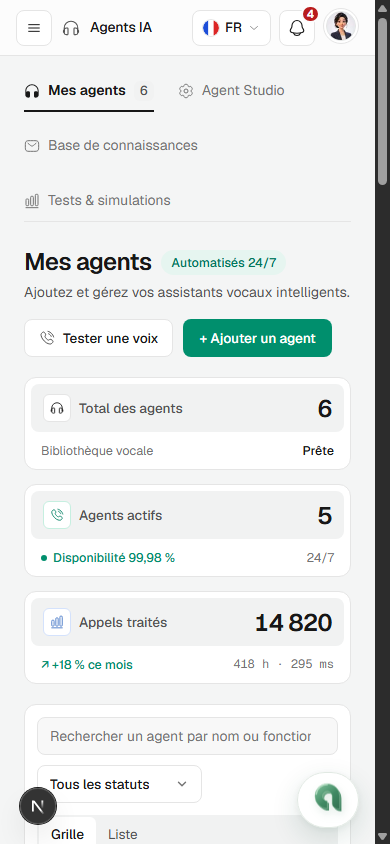 Agents IA
FR
4
Mes agents 6
Agent Studio
Base de connaissances
Tests & simulations
Mes agents
Automatisés 24/7
Ajoutez et gérez vos assistants vocaux intelligents.
Tester une voix
+ Ajouter un agent
Total des agents
6
Bibliothèque vocale
Prête
Agents actifs
5
Disponibilité 99,98 %
24/7
Appels traités
14 820
↗ +18 % ce mois
418 h · 295 ms
Rechercher un agent par nom ou fonction
Tous les statuts
N
Grille
Liste